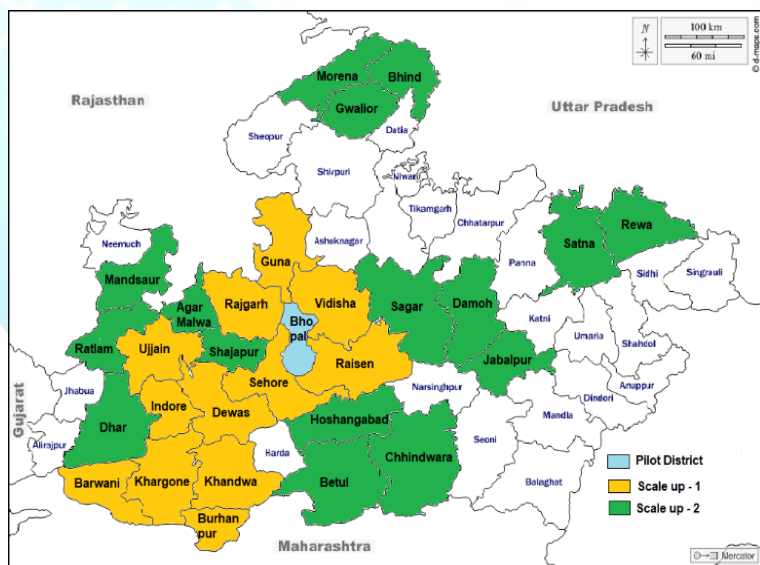 N
100 km
60 mi
© d-maps.com
Rajasthan
Uttar Pradesh
Morena
Bhind
Gwalior
Datia
Sheopur
Shivpuri
Niwari
Tikamgarh
Chhatarpur
Neemuch
Asheknagar
Guna
Satna
Rewa
Panna
Sidhi
Singrauli
Mandsaur
Agar
Malwa
Rajgarh
Vidisha
Sagar
Damoh
Bho
pal
Katni
Umaria
Shahdol
Ratlam
Ujjain
Shajapur
Raisen
Jabalpur
Sehore
Narsinghpur
Anuppur
Dindori
Gujarat
Jhabua
Indore
Dewas
Hoshangabad
Mandla
Dhar
Alirajpur
Harda
Seoni
Chhindwara
Balaghat
Barwani
Khargone
Khandwa
Betul
Burhan
pur
Maharashtra
Pilot District
Scale up - 1
Scale up - 2
Mercator